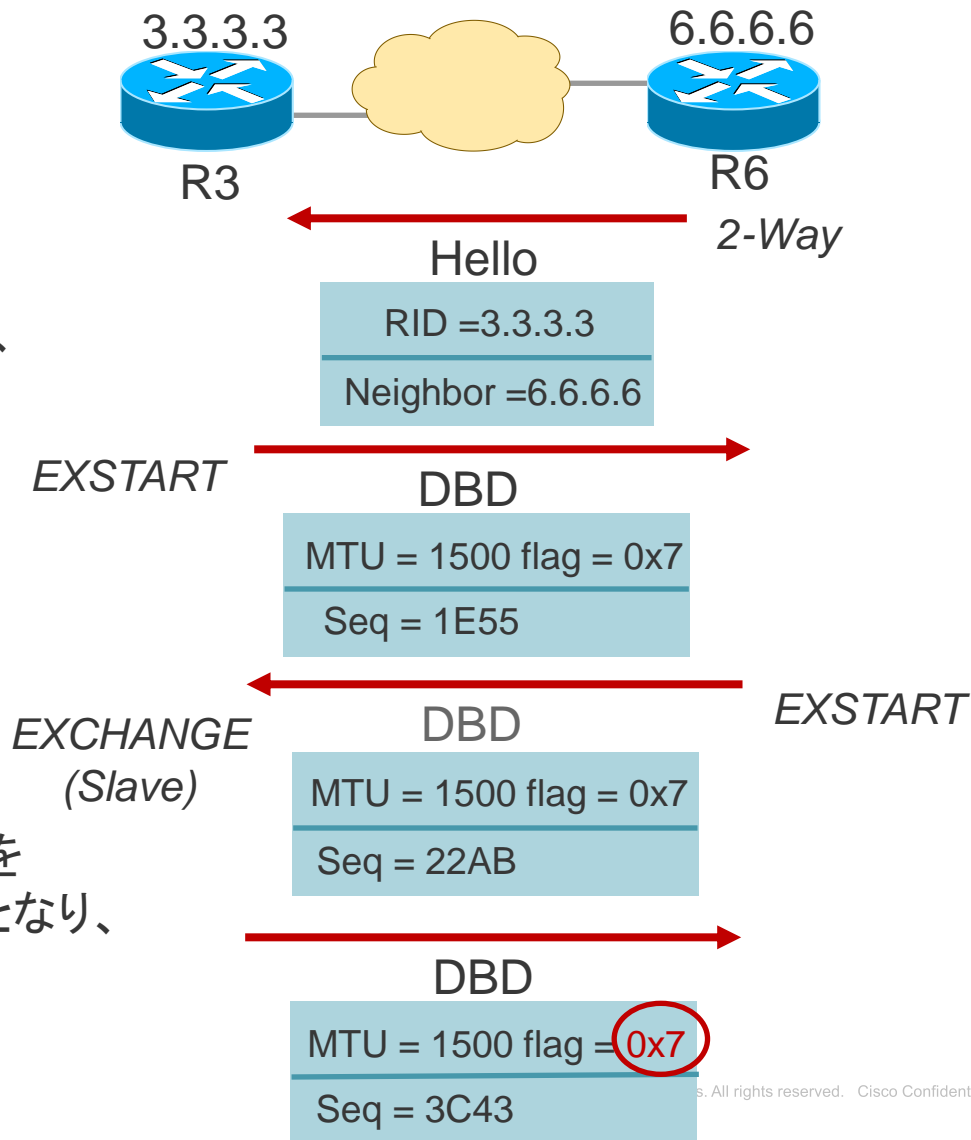 3.3.3.3
6.6.6.6
R3
R6
2-Way
Hello
RID =3.3.3.3
、
Neighbor =6.6.6.6
EXSTART
DBD
MTU = 1500 flag = 0x7
Seq = 1E55
EXSTART
EXCHANGE
(Slave)
DBD
MTU = 1500 flag = 0x7
Seq = 22AB
を
となり、
DBD
MTU = 1500 flag = 0x7
Seq = 3C43
s. All rights reserved. Cisco Confident